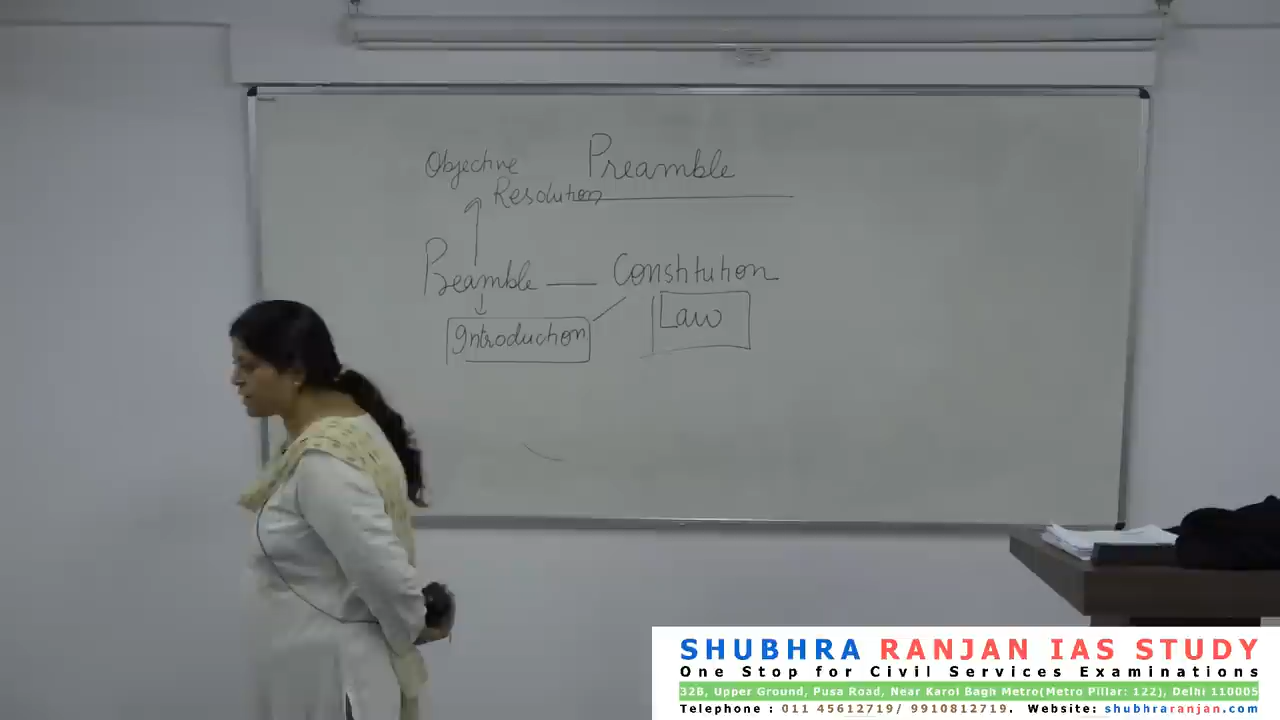 Objective Preamble
Resolution
Preamble — Constitution
Introduction Law
SHUBHRA RANJAN IAS STUDY
One Stop for Civil Services Examinations
32B, Upper Ground, Pusa Road, Near Karol Bagh Metro(Metro Pillar: 122), Delhi 110005
Telephone : 011 45612719/ 9910812719. Website: shubhraranjan.com